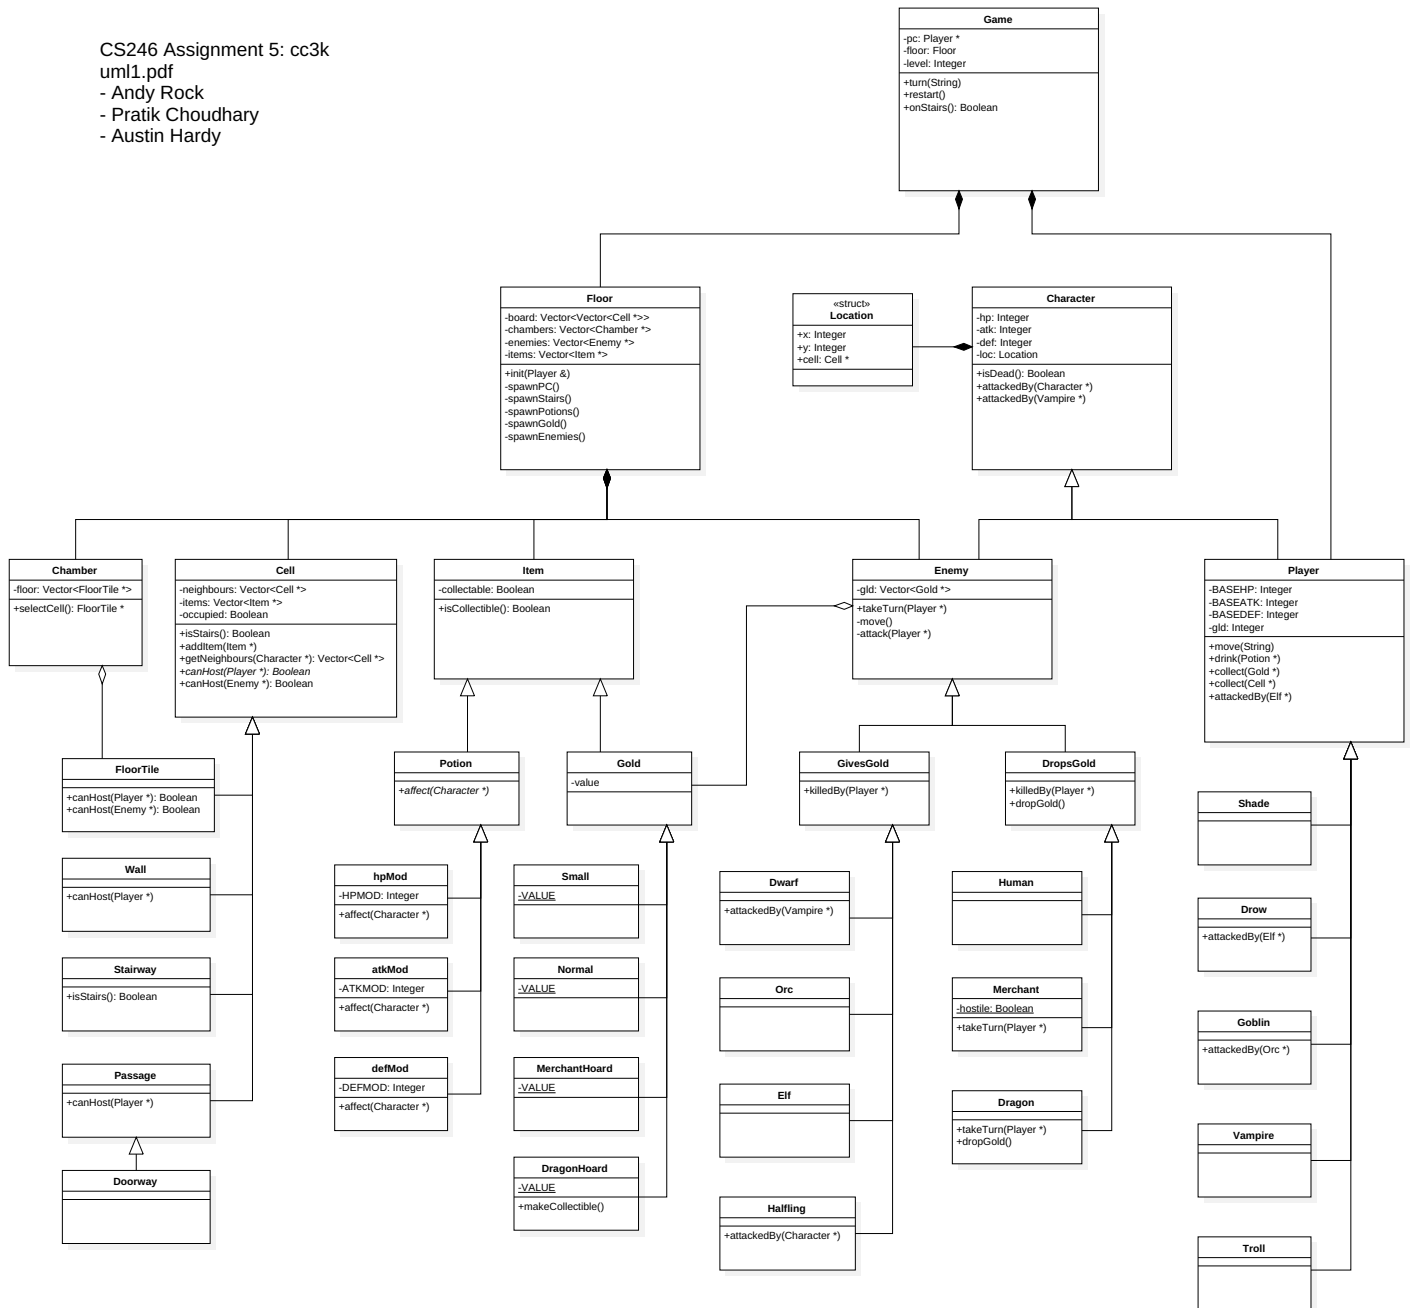 CS246 Assignment 5: cc3k
uml1.pdf
- Andy Rock
- Pratik Choudhary
- Austin Hardy
Game
-pc: Player *
-floor: Floor
-level: Integer
+turn(String)
+restart()
+onStairs(): Boolean
Floor
-board: Vector<Vector<Cell *>>
-chambers: Vector<Chamber *>
-enemies: Vector<Enemy *>
-items: Vector<Item *>
+init(Player &)
-spawnPC()
-spawnStairs()
-spawnPotions()
-spawnGold()
-spawnEnemies()
«struct»
Location
+x: Integer
+y: Integer
+cell: Cell *
Character
-hp: Integer
-atk: Integer
-def: Integer
-loc: Location
+isDead(): Boolean
+attackedBy(Character *)
+attackedBy(Vampire *)
Chamber
-floor: Vector<FloorTile *>
+selectCell(): FloorTile *
Cell
-neighbours: Vector<Cell *>
-items: Vector<Item *>
-occupied: Boolean
+isStairs(): Boolean
+addItem(Item *)
+getNeighbours(Character *): Vector<Cell *>
+canHost(Player *): Boolean
+canHost(Enemy *): Boolean
Item
-collectable: Boolean
+isCollectible(): Boolean
Enemy
-gld: Vector<Gold *>
+takeTurn(Player *)
-move()
-attack(Player *)
Player
-BASEHP: Integer
-BASEATK: Integer
-BASEDEF: Integer
-gld: Integer
+move(String)
+drink(Potion *)
+collect(Gold *)
+collect(Cell *)
+attackedBy(Elf *)
FloorTile
+canHost(Player *): Boolean
+canHost(Enemy *): Boolean
Wall
+canHost(Player *)
Stairway
+isStairs(): Boolean
Passage
+canHost(Player *)
Doorway
Potion
+affect(Character *)
hpMod
-HPMOD: Integer
+affect(Character *)
atkMod
-ATKMOD: Integer
+affect(Character *)
defMod
-DEFMOD: Integer
+affect(Character *)
Gold
-value
Small
-VALUE
Normal
-VALUE
MerchantHoard
-VALUE
DragonHoard
-VALUE
+makeCollectible()
GivesGold
+killedBy(Player *)
Dwarf
+attackedBy(Vampire *)
Orc
Elf
Halfling
+attackedBy(Character *)
DropsGold
+killedBy(Player *)
+dropGold()
Human
Merchant
-hostile: Boolean
+takeTurn(Player *)
Dragon
+takeTurn(Player *)
+dropGold()
Shade
Drow
+attackedBy(Elf *)
Goblin
+attackedBy(Orc *)
Vampire
Troll